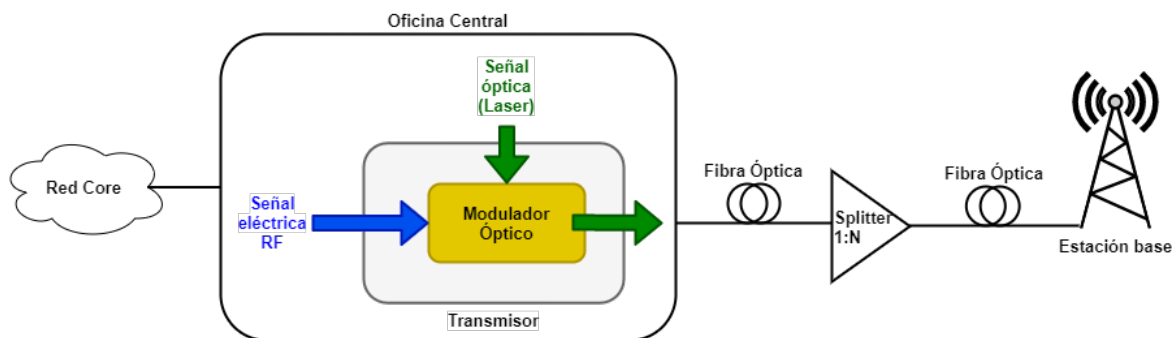 Oficina Central
Señal
óptica
(Laser)
Red Core
Señal
eléctrica
RF
Modulador
Óptico
Transmisor
Fibra Óptica
Splitter
1:N
Fibra Óptica
Estación base